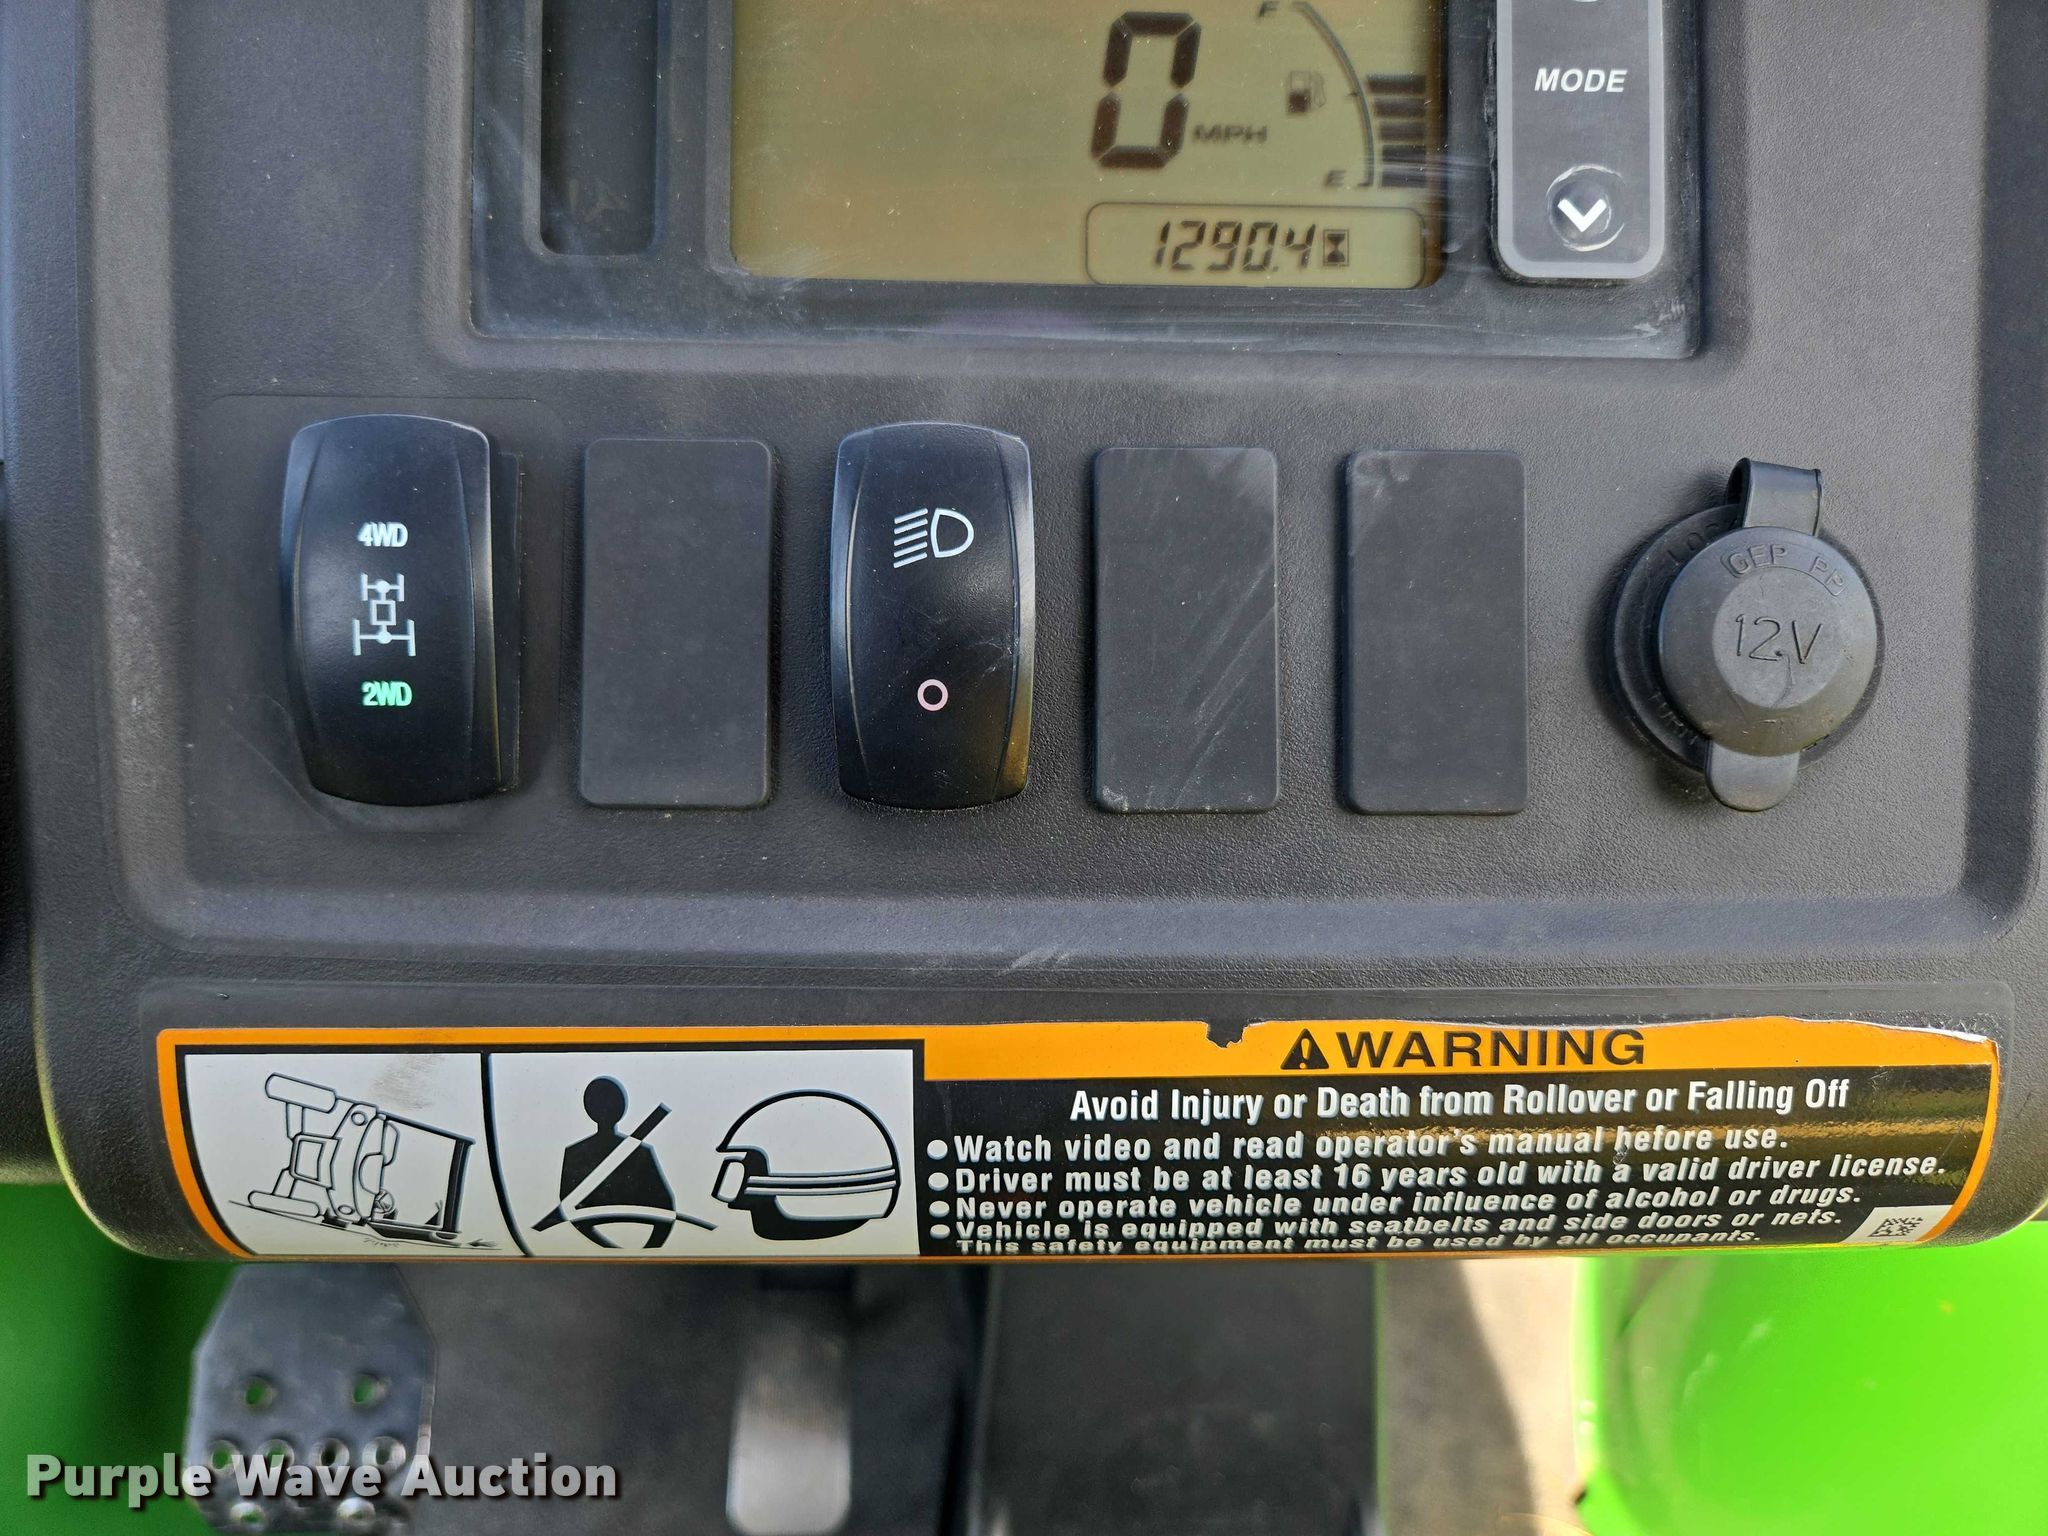 F
0 MPH
E
1290.4
MODE
4WD
2WD
12V
WARNING
Avoid Injury or Death from Rollover or Falling Off
● Watch video and read operator's manual before use.
● Driver must be at least 16 years old with a valid driver license.
● Never operate vehicle under influence of alcohol or drugs.
● Vehicle is equipped with seatbelts and side doors or nets.
This safety equipment must be used by all occupants.
Purple Wave Auction